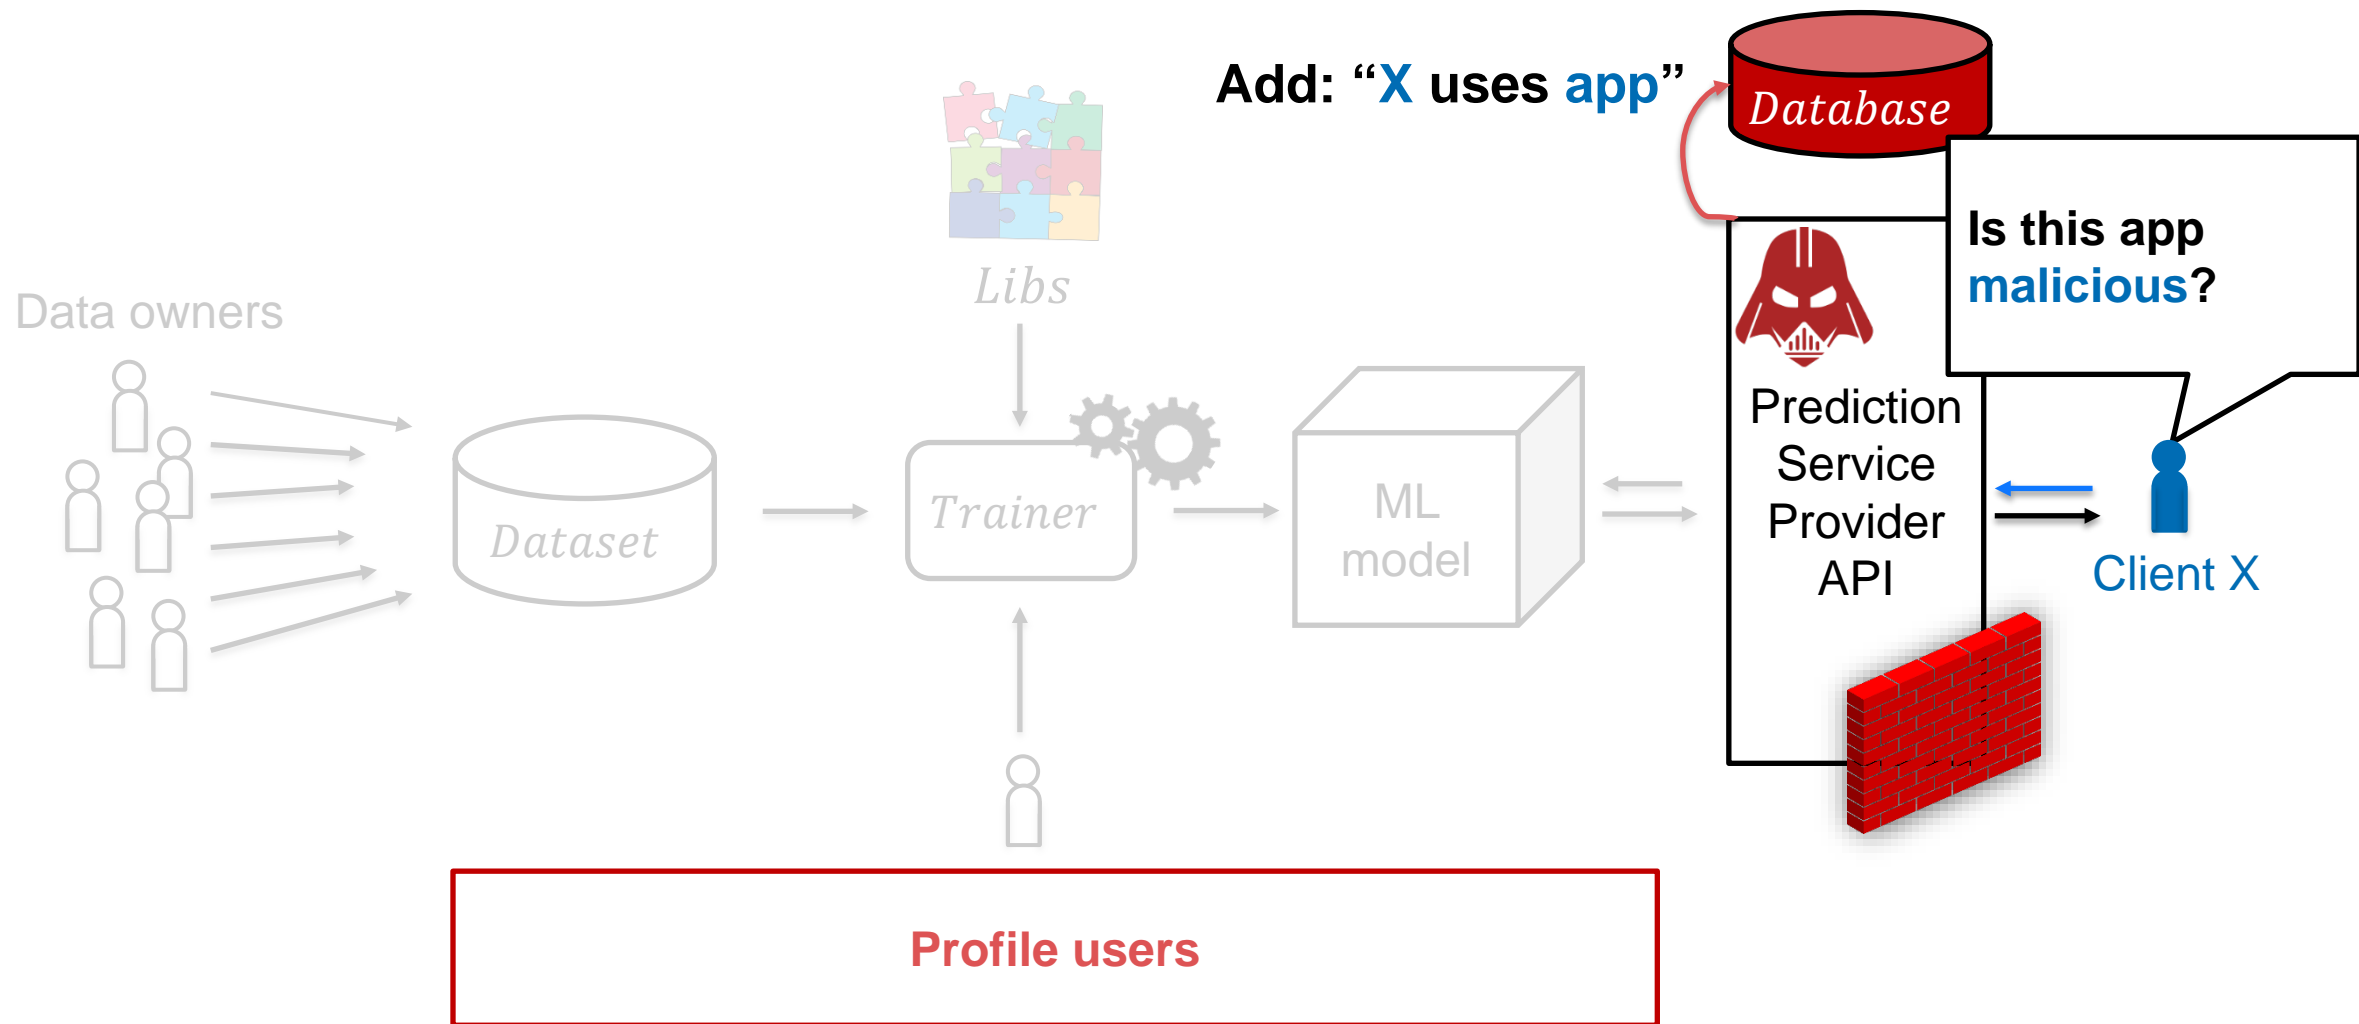 Add: “X uses app”
Database
Is this app
malicious?
Libs
Data owners
Dataset
Trainer
ML
model
Prediction
Service
Provider
API
Client X
Profile users